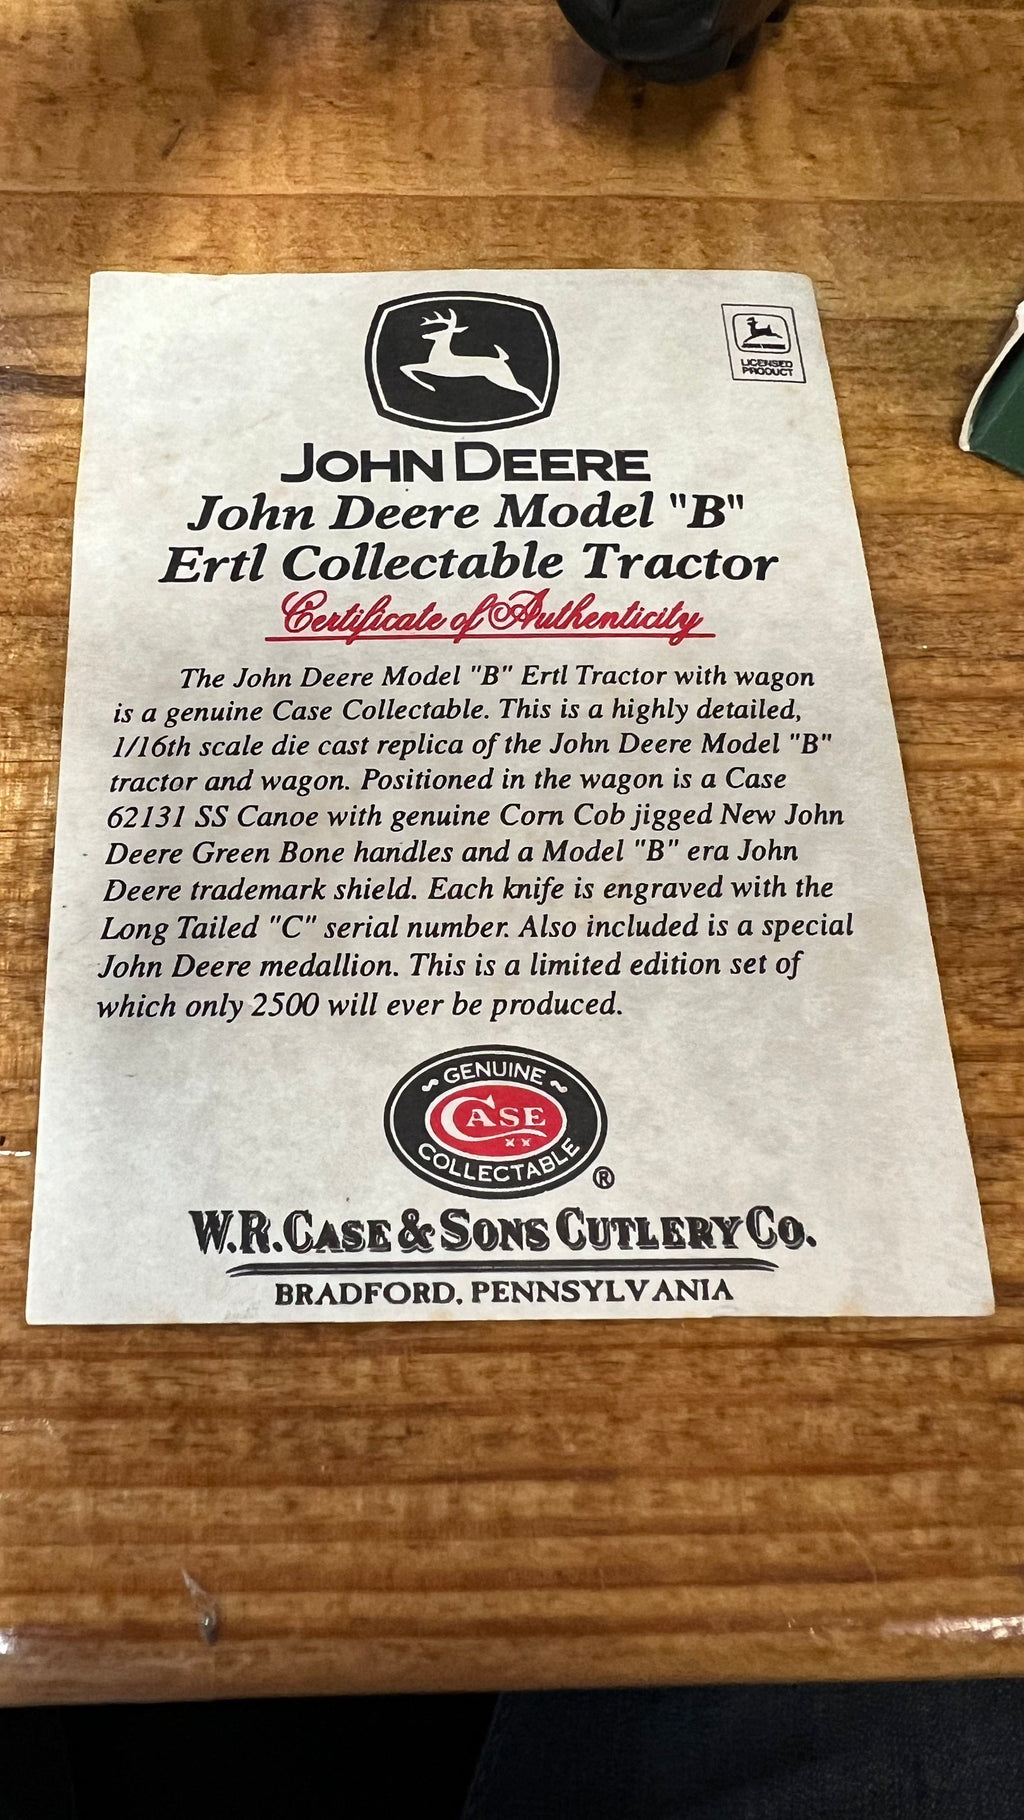 LICENSED
PRODUCT
JOHN DEERE
John Deere Model "B"
Ertl Collectable Tractor
Certificate of Authenticity
The John Deere Model "B" Ertl Tractor with wagon
is a genuine Case Collectable. This is a highly detailed,
1/16th scale die cast replica of the John Deere Model "B"
tractor and wagon. Positioned in the wagon is a Case
62131 SS Canoe with genuine Corn Cob jigged New John
Deere Green Bone handles and a Model "B" era John
Deere trademark shield. Each knife is engraved with the
Long Tailed "C" serial number. Also included is a special
John Deere medallion. This is a limited edition set of
which only 2500 will ever be produced.
GENUINE
CASE
XX
COLLECTABLE
®
W.R. CASE & SONS CUTLERY CO.
BRADFORD, PENNSYLVANIA